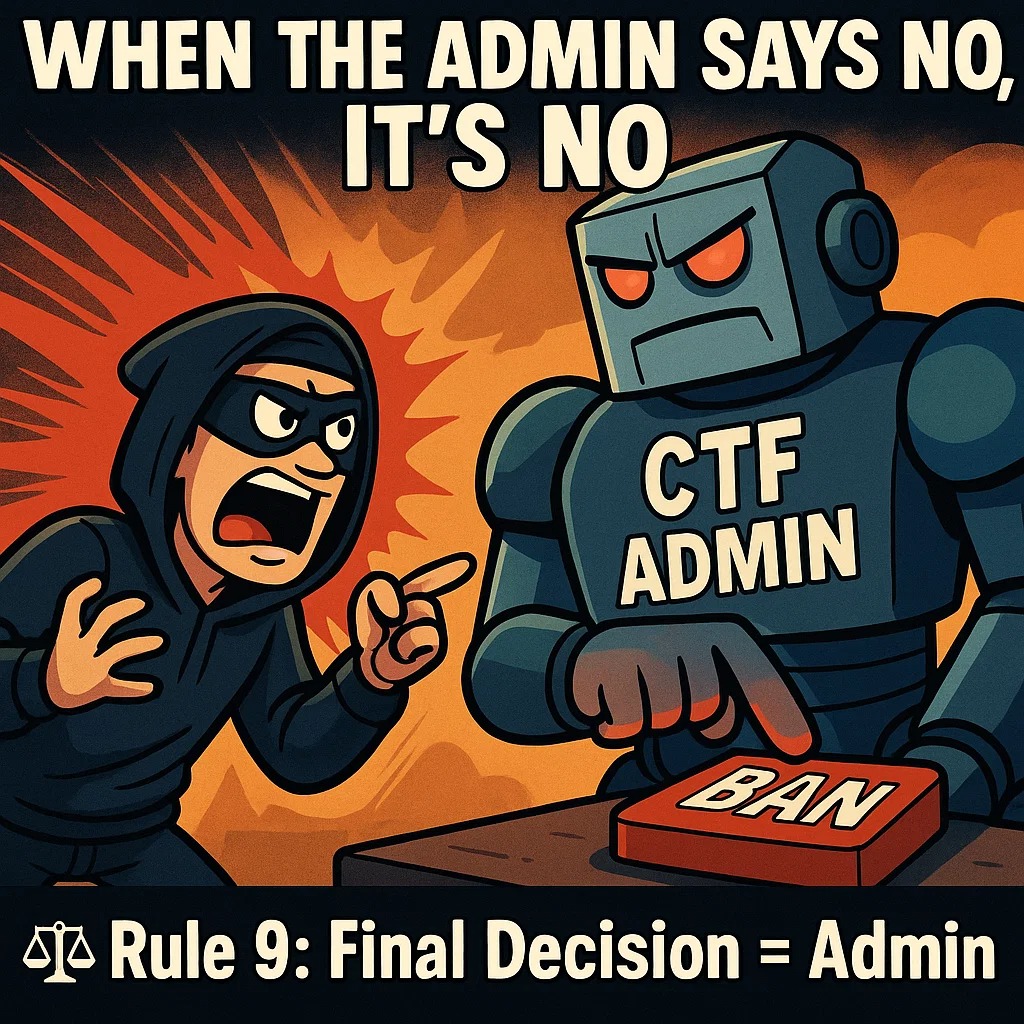 WHEN THE ADMIN SAYS NO,
IT'S NO
CTF
ADMIN
BAN
Rule 9: Final Decision = Admin